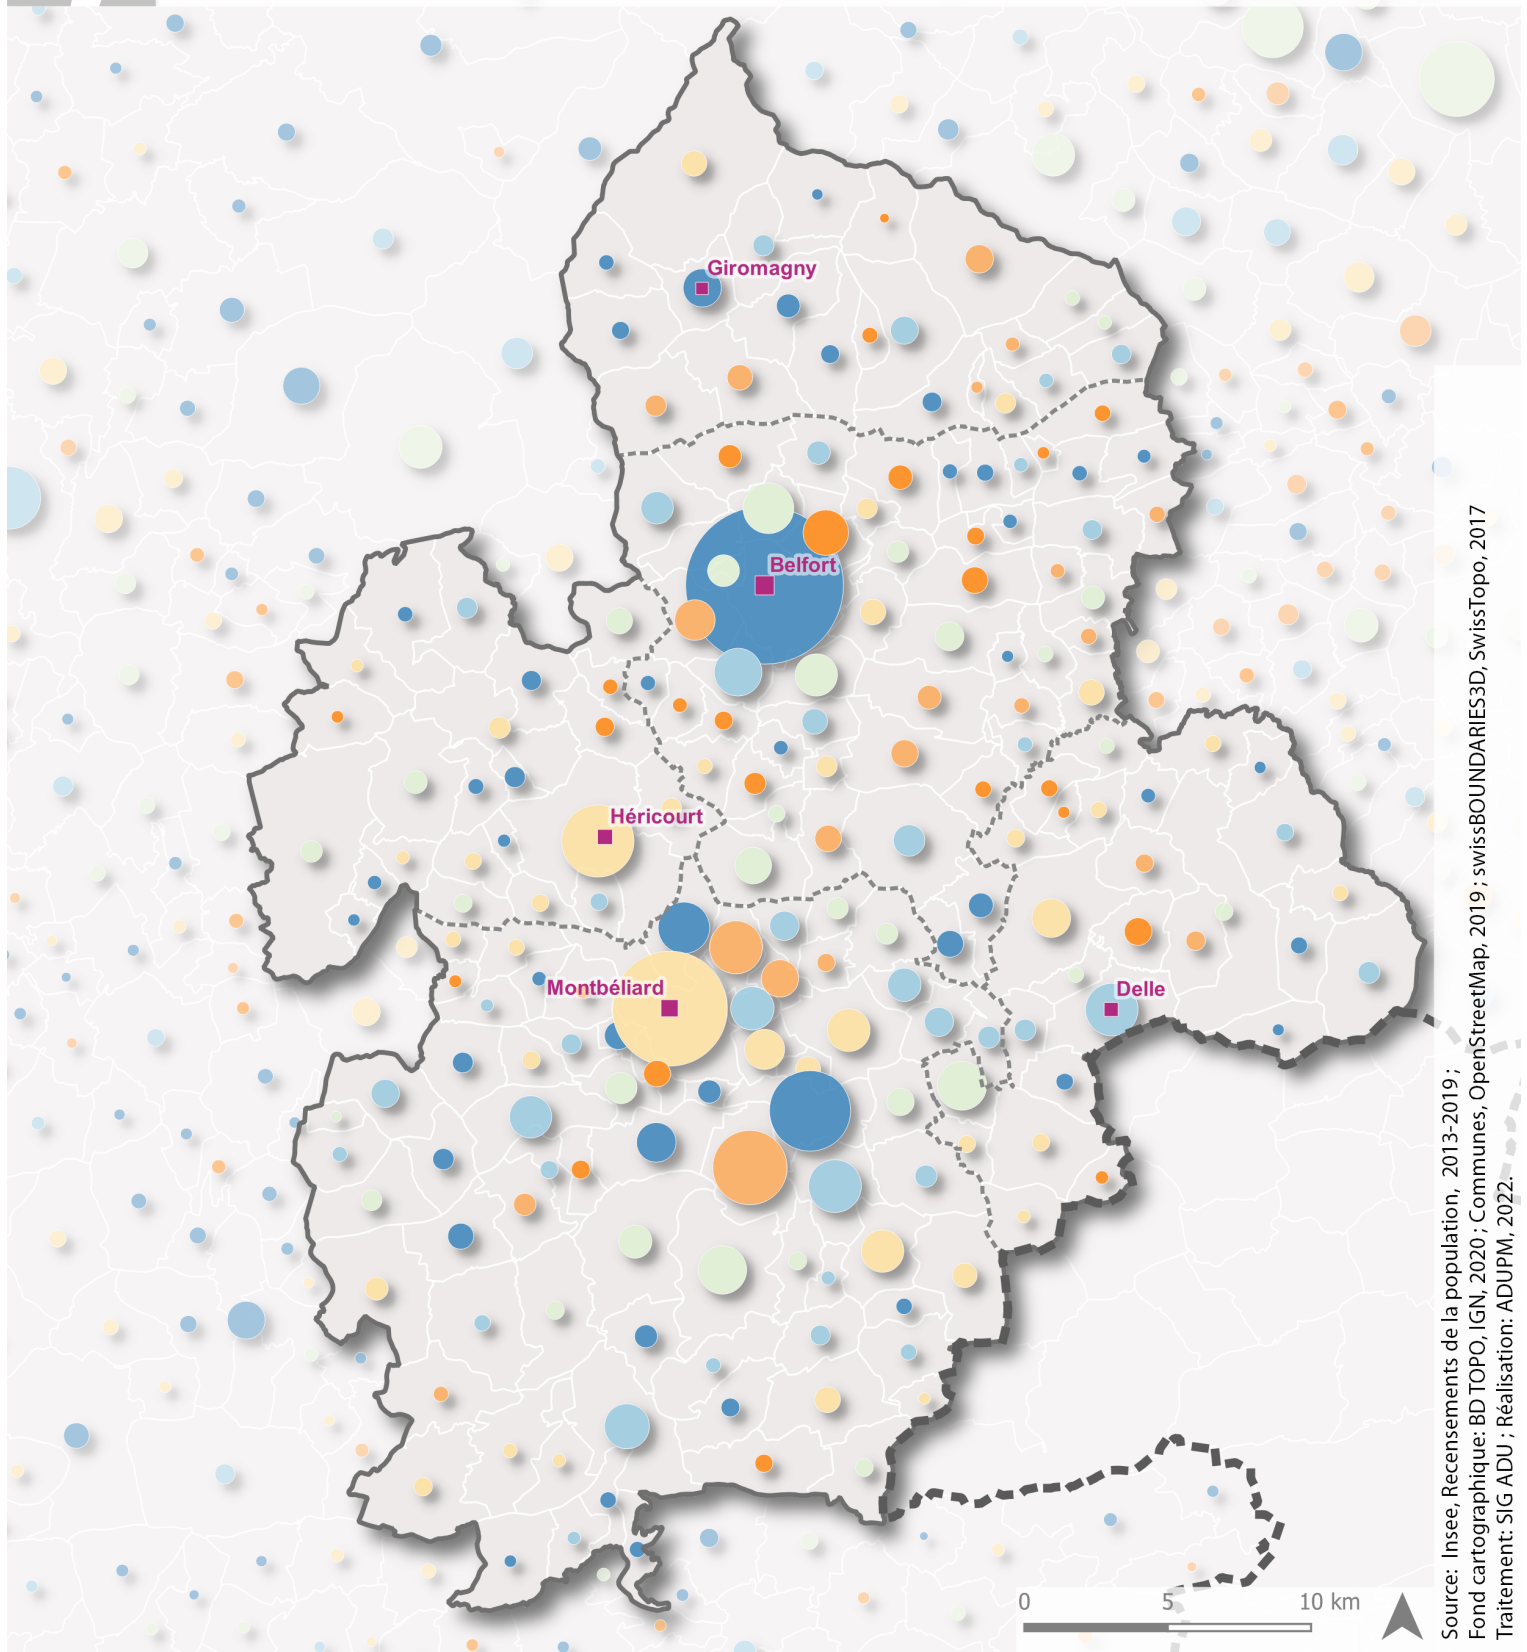 Giromagny
Belfort
Héricourt
Montbéliard
Delle
0 5 10 km
Source: Insee, Recensements de la population, 2013-2019 ;
Fond cartographique: BD TOPO, IGN, 2020 ; Communes, OpenStreetMap, 2019 ; swissBOUNDARIES3D, SwissTopo, 2017
Traitement: SIG ADU ; Réalisation: ADUPM, 2022.